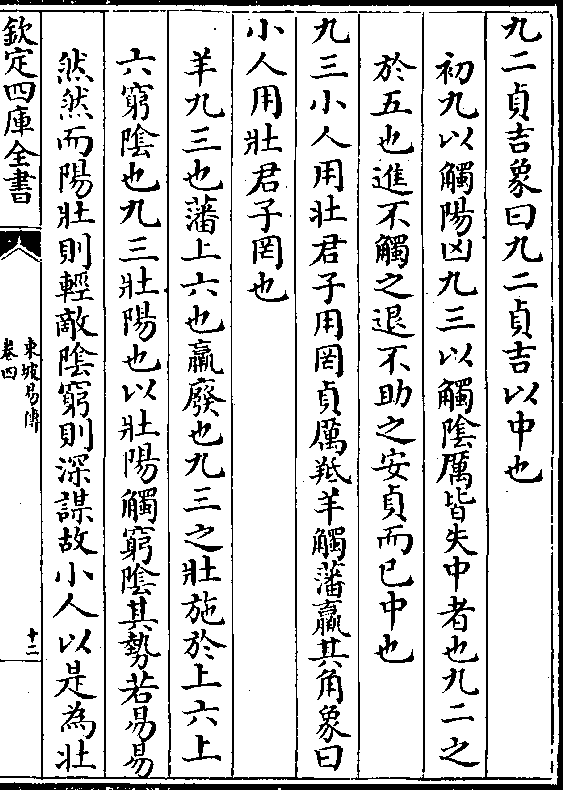 九二貞吉象曰九二貞吉以中也
初九以觸陽凶九三以觸陰厲皆失中者也九二之
於五也進不觸之退不助之安貞而已中也
九三小人用壯君子用罔貞厲羝羊觸藩羸其角象曰
小人用壯君子罔也
羊九三也藩上六也羸廢也九三之壯施於上六上
六窮陰也九三壯陽也以壯陽觸窮陰其勢若易易
然然而陽壯則輕敵陰窮則深謀故小人以是為壯
欽定四庫全書
東坡易傳
卷四
十二